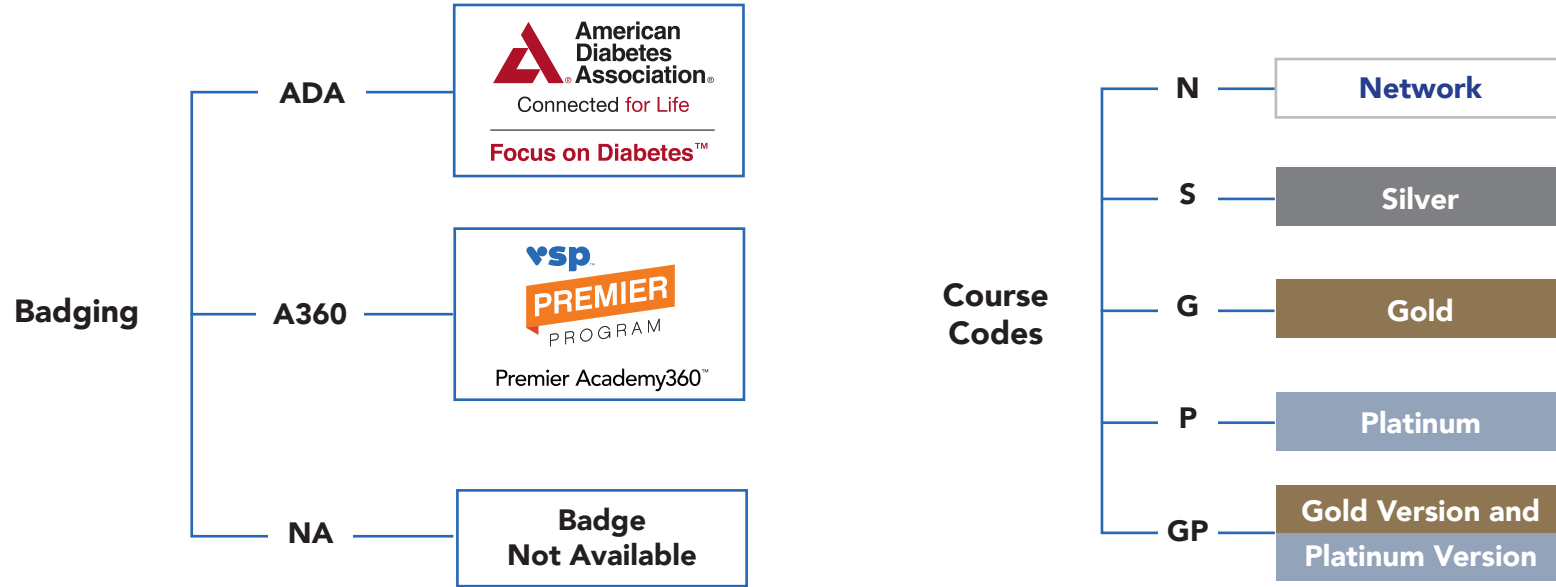 Badging
ADA
American
Diabetes
Association®
Connected for Life
Focus on Diabetes™
A360
vsp™
PREMIER
PROGRAM
Premier Academy360™
NA
Badge
Not Available
Course
Codes
N
Network
S
Silver
G
Gold
P
Platinum
GP
Gold Version and
Platinum Version